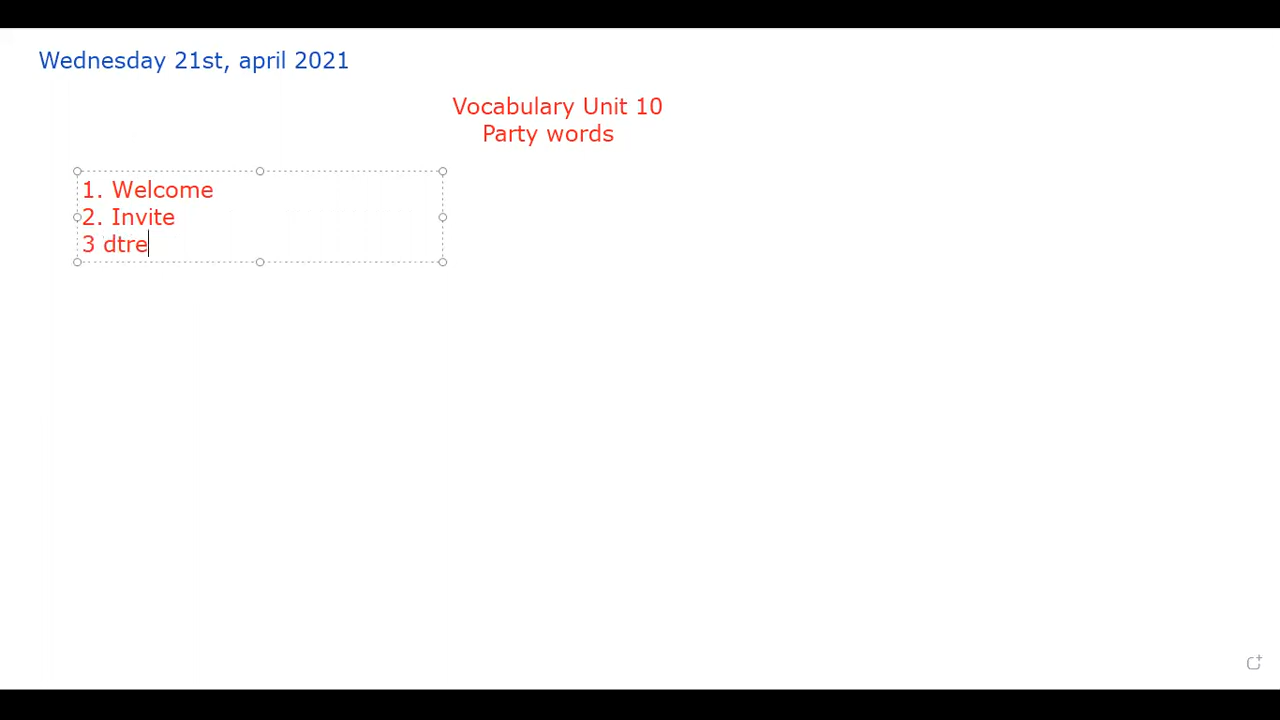 Wednesday 21st, april 2021
Vocabulary Unit 10
Party words
1. Welcome
2. Invite
3 dtre